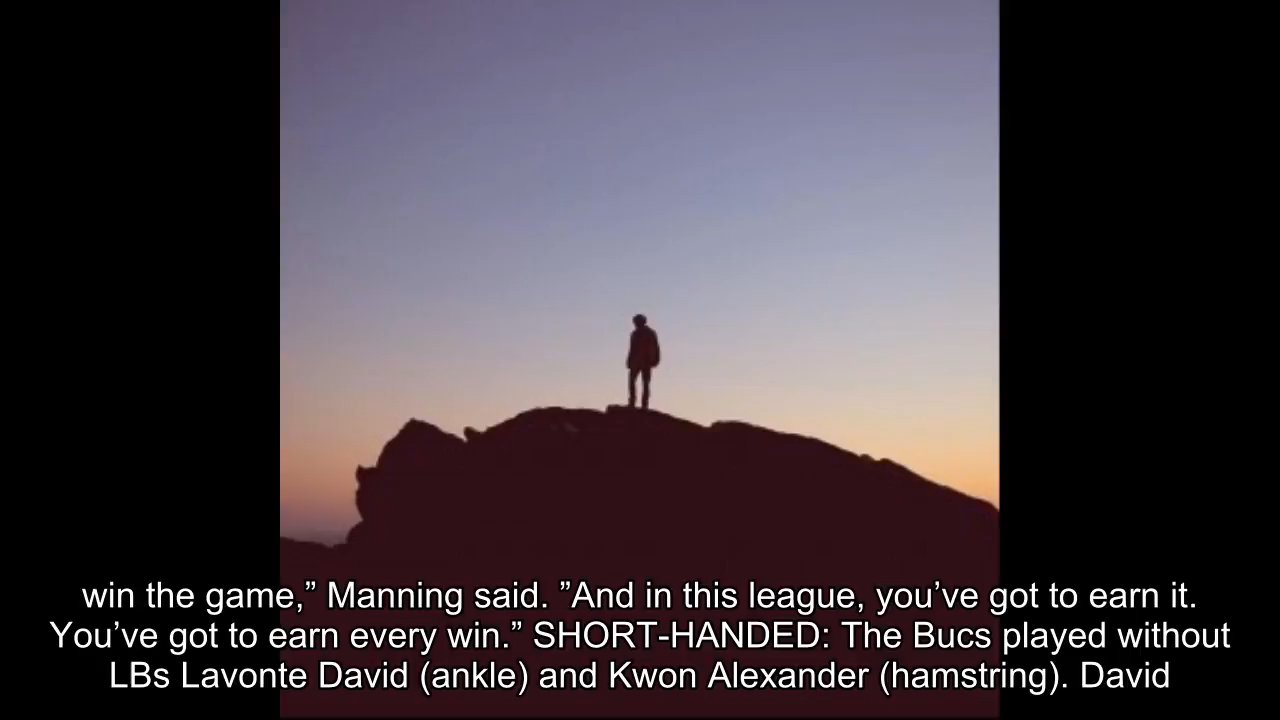 win the game,” Manning said. ”And in this league, you’ve got to earn it.
You’ve got to earn every win.” SHORT-HANDED: The Bucs played without
LBs Lavonte David (ankle) and Kwon Alexander (hamstring). David